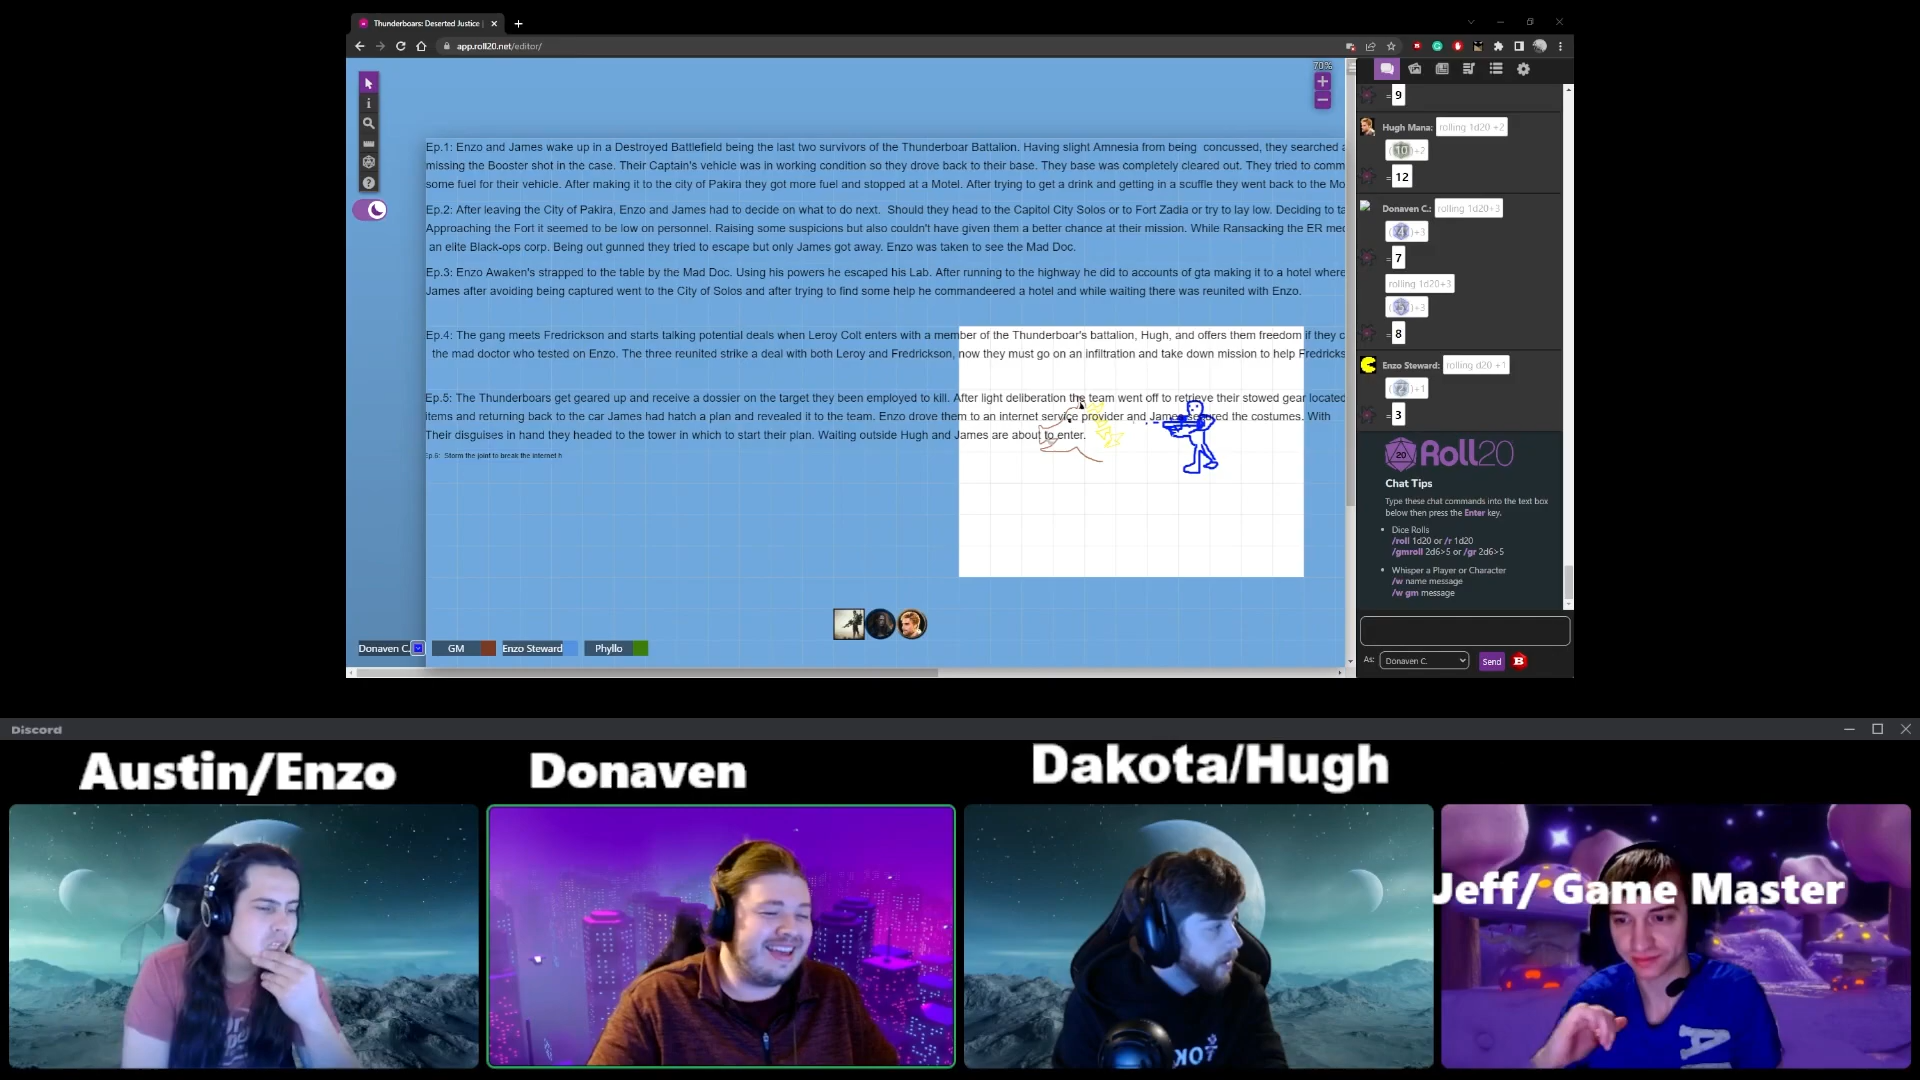 Thunderboars: Deserted Justice |
app.roll20.net/editor/
70%
Ep.1: Enzo and James wake up in a Destroyed Battlefield being the last two survivors of the Thunderboar Battalion. Having slight Amnesia from being concussed, they searched
missing the Booster shot in the case. Their Captain's vehicle was in working condition so they drove back to their base. They base was completely cleared out. They tried to comm
some fuel for their vehicle. After making it to the city of Pakira they got more fuel and stopped at a Motel. After trying to get a drink and getting in a scuffle they went back to the Mo
Ep.2: After leaving the City of Pakira, Enzo and James had to decide on what to do next. Should they head to the Capitol City Solos or to Fort Zadia or try to lay low. Deciding to ta
Approaching the Fort it seemed to be low on personnel. Raising some suspicions but also couldn't have given them a better chance at their mission. While Ransacking the ER med
an elite Black-ops corp. Being out gunned they tried to escape but only James got away. Enzo was taken to see the Mad Doc.
Ep.3: Enzo Awaken's strapped to the table by the Mad Doc. Using his powers he escaped his Lab. After running to the highway he did to accounts of gta making it to a hotel where
James after avoiding being captured went to the City of Solos and after trying to find some help he commandeered a hotel and while waiting there was reunited with Enzo.
Ep.4: The gang meets Fredrickson and starts talking potential deals when Leroy Colt enters with a member of the Thunderboar's battalion, Hugh, and offers them freedom if they c
the mad doctor who tested on Enzo. The three reunited strike a deal with both Leroy and Fredrickson, now they must go on an infiltration and take down mission to help Fredricks
Ep.5: The Thunderboars get geared up and receive a dossier on the target they been employed to kill. After light deliberation the team went off to retrieve their stowed gear located
items and returning back to the car James had hatch a plan and revealed it to the team. Enzo drove them to an internet service provider and James secured the costumes. With
Their disguises in hand they headed to the tower in which to start their plan. Waiting outside Hugh and James are about to enter.
Ep.6: Storm the joint to break the internet h
Donaven C.
GM
Enzo Steward
Phyllo
=9
Hugh Mana: rolling 1d20 +2
(10)+2
=12
Donaven C.: rolling 1d20+3
(4)+3
=7
rolling 1d20+3
(5)+3
=8
Enzo Steward: rolling d20 +1
(2)+1
=3
20 Roll20
Chat Tips
Type these chat commands into the text box
below then press the Enter key.
• Dice Rolls
/roll 1d20 or /r 1d20
/gmroll 2d6>5 or /gr 2d6>5
• Whisper a Player or Character
/w name message
/w gm message
As: Donaven C. Send B
Discord
Austin/Enzo
Donaven
Dakota/Hugh
Jeff/ Game Master